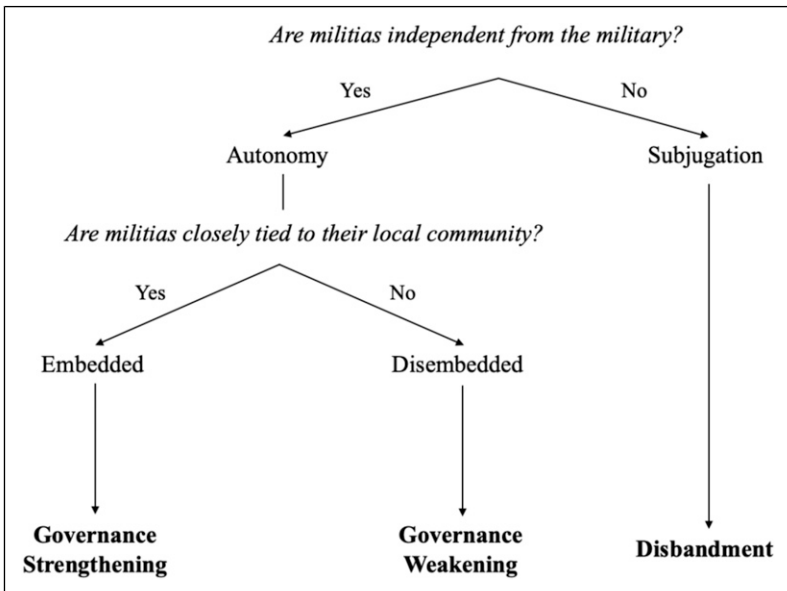 Are militias independent from the military?
Yes
No
Autonomy
Subjugation
Are militias closely tied to their local community?
Yes
No
Embedded
Disembedded
Governance
Strengthening
Governance
Weakening
Disbandment